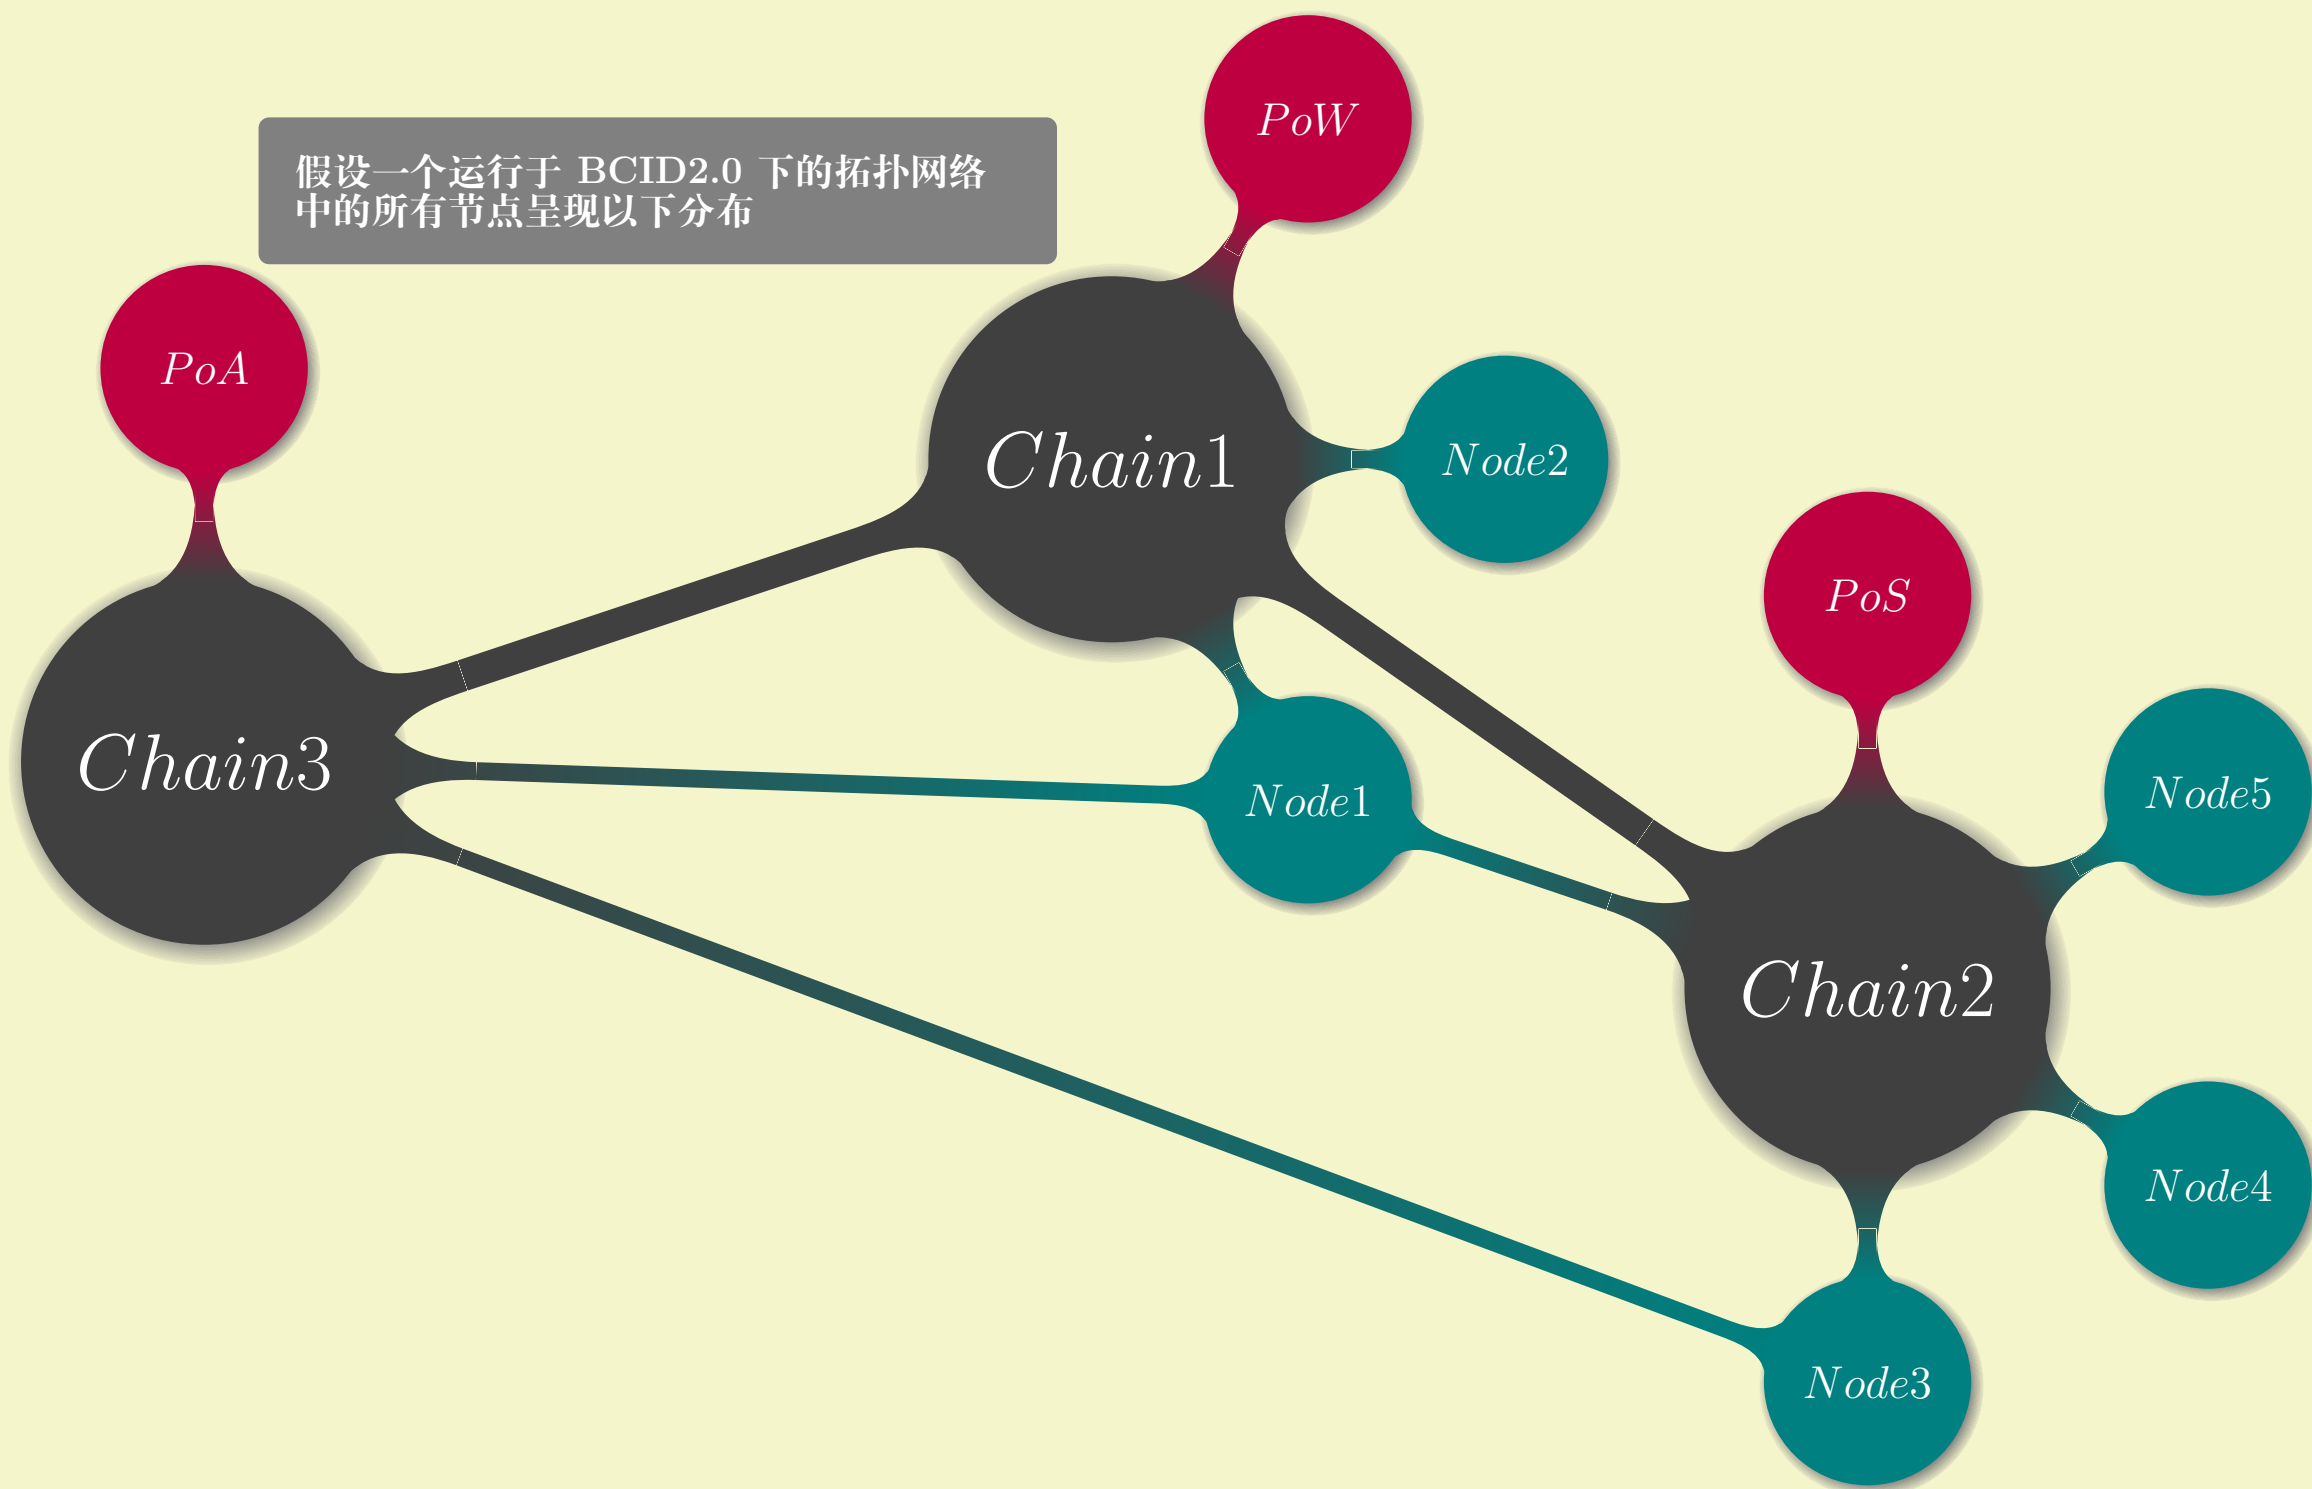 PoW
假设一个运行于 BCID2.0 下的拓扑网络
中的所有节点呈现以下分布
PoA
Chain1
Node2
PoS
Chain3
Node1
Node5
Chain2
Node4
Node3